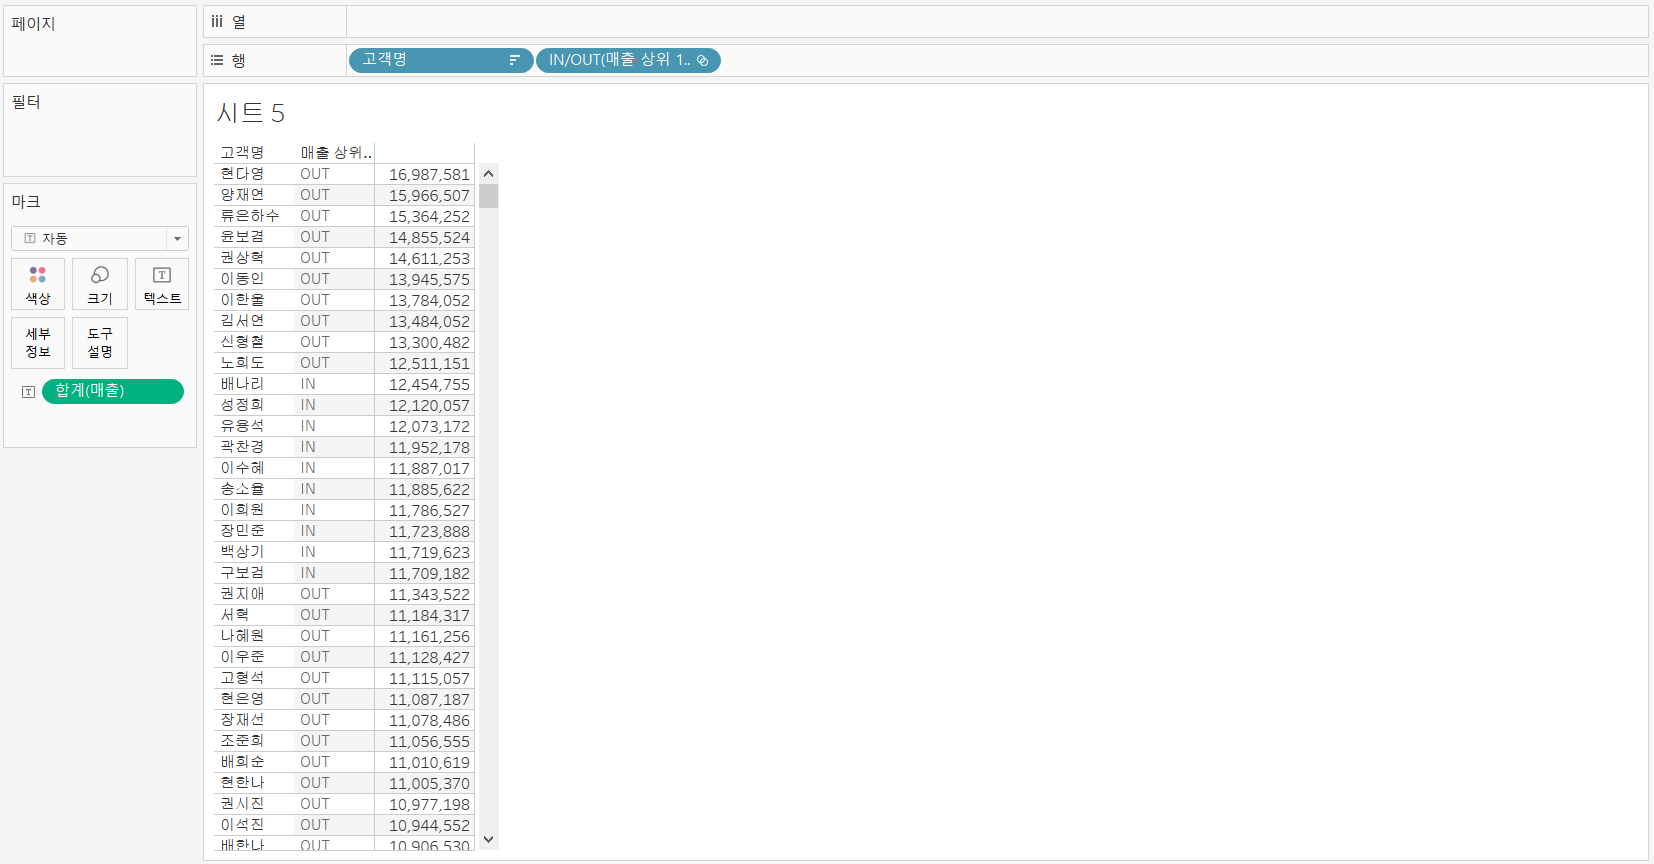 페이지
iii 열
행
고객명
IN/OUT(매출 상위 1..
필터
마크
자동
색상
크기
텍스트
세부
정보
도구
설명
합계(매출)
시트 5
고객명 매출 상위..
현다영 OUT 16,987,581
양재연 OUT 15,966,507
류은하수 OUT 15,364,252
윤보겸 OUT 14,855,524
권상혁 OUT 14,611,253
이동인 OUT 13,945,575
이한울 OUT 13,784,052
김서연 OUT 13,484,052
신형철 OUT 13,300,482
노희도 OUT 12,511,151
배나리 IN 12,454,755
성정희 IN 12,120,057
유용석 IN 12,073,172
곽찬경 IN 11,952,178
이수혜 IN 11,887,017
송소율 IN 11,885,622
이희원 IN 11,786,527
장민준 IN 11,723,888
백상기 IN 11,719,623
구보검 IN 11,709,182
권지애 OUT 11,343,522
서혁 OUT 11,184,317
나혜원 OUT 11,161,256
이우준 OUT 11,128,427
고형석 OUT 11,115,057
현은영 OUT 11,087,187
장재선 OUT 11,078,486
조준희 OUT 11,056,555
배희순 OUT 11,010,619
현한나 OUT 11,005,370
권시진 OUT 10,977,198
이석진 OUT 10,944,552
배한나 OUT 10,906,530